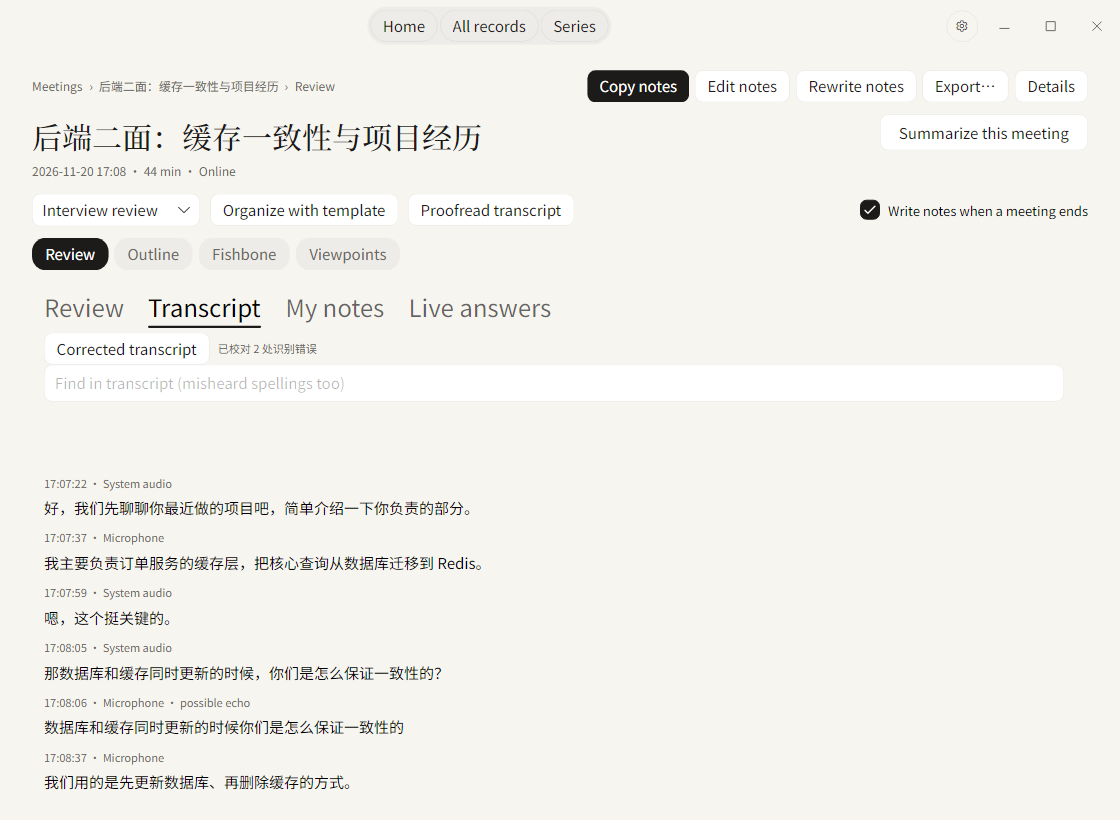 Home All records Series
Meetings › 后端二面：缓存一致性与项目经历 › Review
Copy notes Edit notes Rewrite notes Export··· Details
后端二面：缓存一致性与项目经历
Summarize this meeting
2026-11-20 17:08 · 44 min · Online
Interview review Organize with template Proofread transcript
Write notes when a meeting ends
Review Outline Fishbone Viewpoints
Review Transcript My notes Live answers
Corrected transcript 已校对 2 处识别错误
Find in transcript (misheard spellings too)
17:07:22 · System audio
好，我们先聊聊你最近做的项目吧，简单介绍一下你负责的部分。
17:07:37 · Microphone
我主要负责订单服务的缓存层，把核心查询从数据库迁移到 Redis。
17:07:59 · System audio
嗯，这个挺关键的。
17:08:05 · System audio
那数据库和缓存同时更新的时候，你们是怎么保证一致性的？
17:08:06 · Microphone · possible echo
数据库和缓存同时更新的时候你们是怎么保证一致性的
17:08:37 · Microphone
我们用的是先更新数据库、再删除缓存的方式。